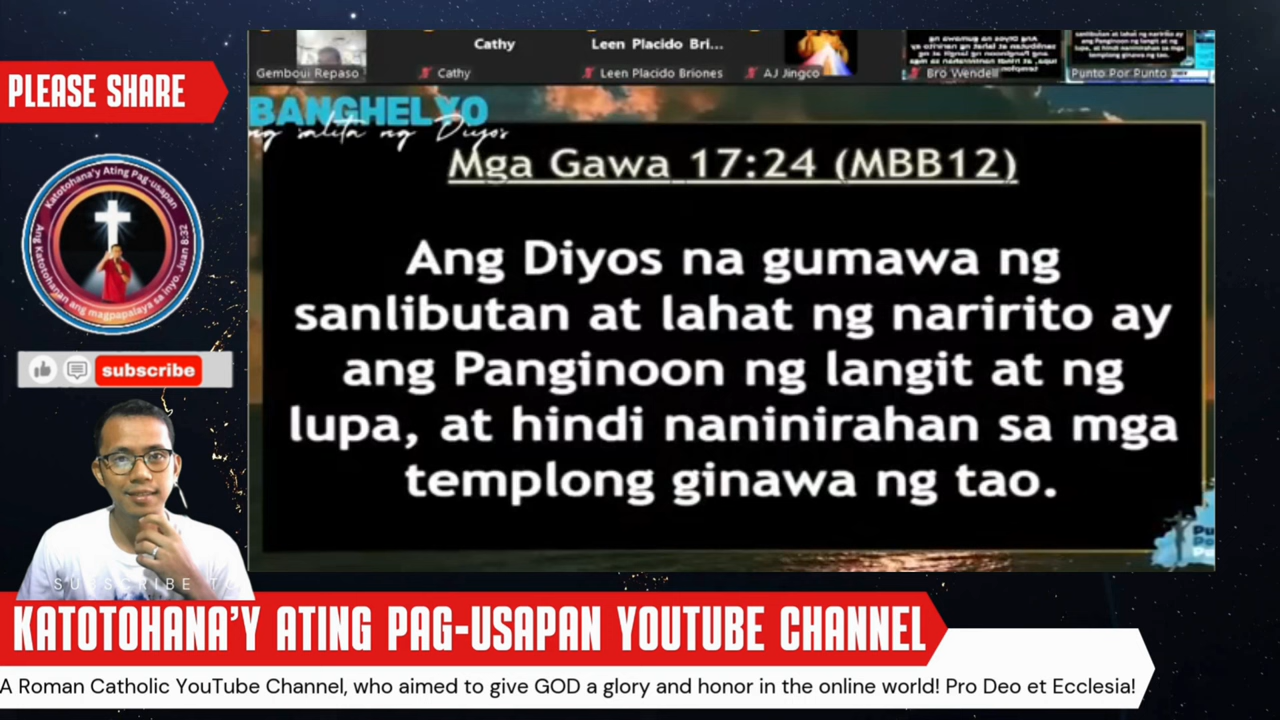 Cathy
Leen Placido Bri...
Gemboui Repaso
Cathy
Leen Placido Briones
AJ Jingco
Bro Wendell
Punto Por Punto
PLEASE SHARE
BANGHELYO
ng salita ng Diyos
Mga Gawa 17:24 (MBB12)
Ang Diyos na gumawa ng
sanlibutan at lahat ng naririto ay
ang Panginoon ng langit at ng
lupa, at hindi naninirahan sa mga
templong ginawa ng tao.
Katotohana'y Ating Pag-usapan
Ang Katotohanan ang magpapalaya sa inyo. Juan 8:32
subscribe
SUBSCRIBE TO
KATOTOHANA'Y ATING PAG-USAPAN YOUTUBE CHANNEL
A Roman Catholic YouTube Channel, who aimed to give GOD a glory and honor in the online world! Pro Deo et Ecclesia!